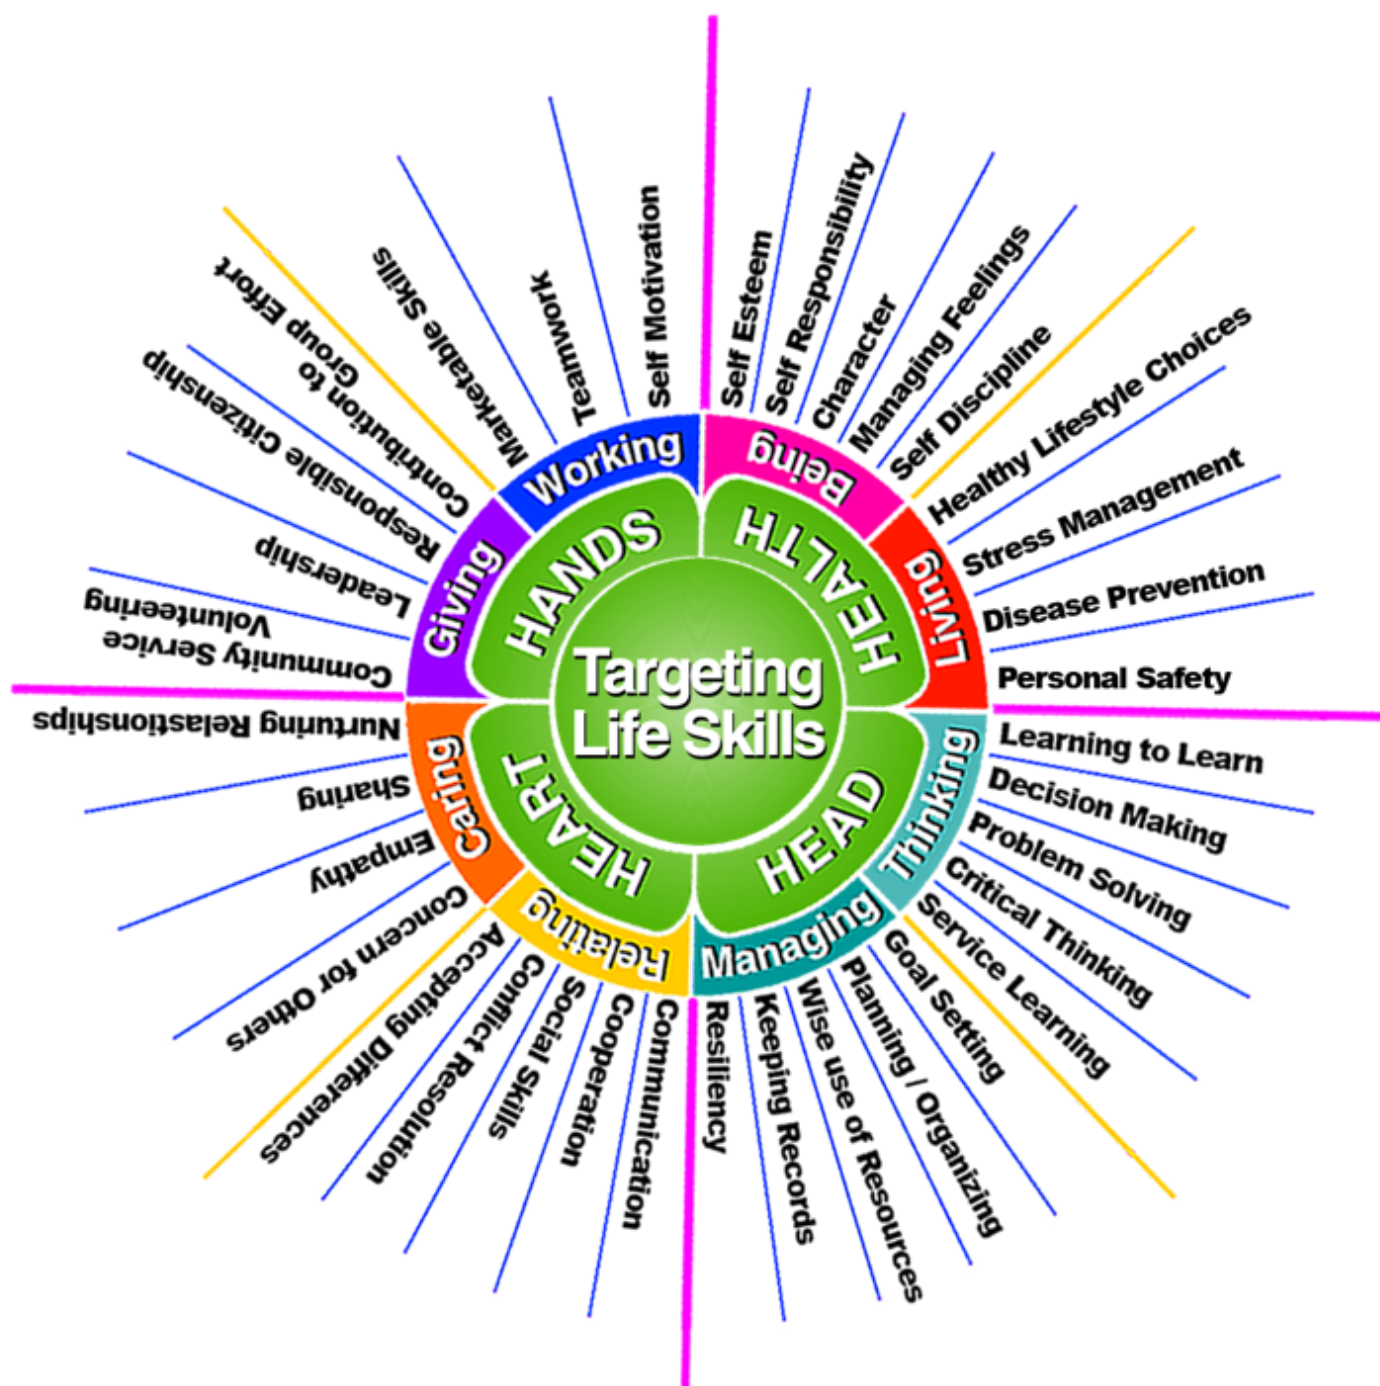 Targeting
Life Skills
HEALTH
Being
Self Esteem
Self Responsibility
Character
Managing Feelings
Self Discipline
Living
Healthy Lifestyle Choices
Stress Management
Disease Prevention
Personal Safety
HEAD
Thinking
Learning to Learn
Decision Making
Problem Solving
Critical Thinking
Service Learning
Managing
Goal Setting
Planning / Organizing
Wise use of Resources
Keeping Records
Resiliency
HEART
Relating
Communication
Cooperation
Social Skills
Conflict Resolution
Accepting Differences
Caring
Concern for Others
Empathy
Sharing
Nurturing Relastionships
HANDS
Giving
Community Service
Volunteering
Leadership
Responsible Citizenship
Contribution to
Group Effort
Working
Marketable Skills
Teamwork
Self Motivation